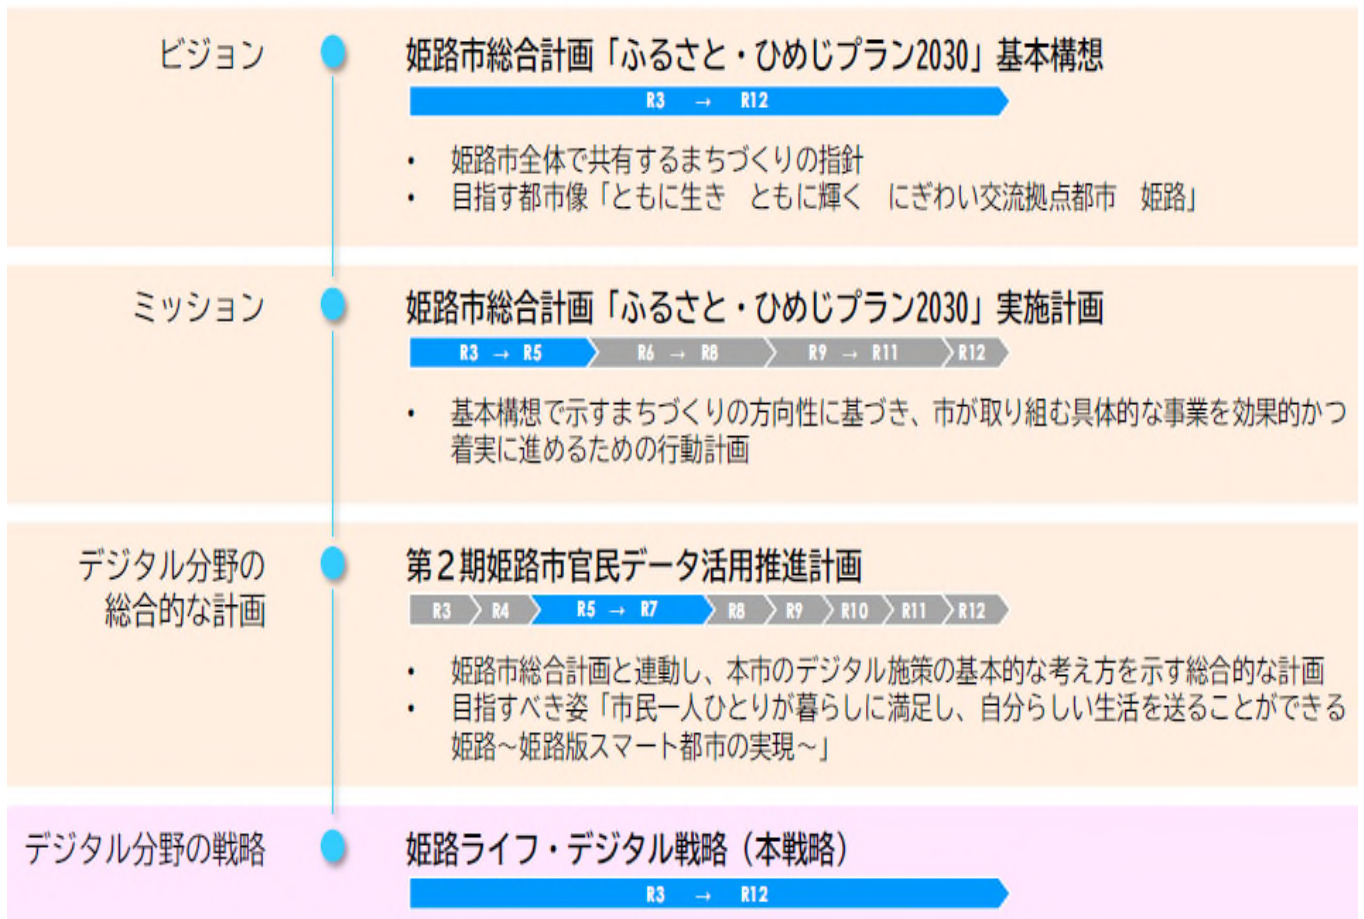 ビジョン
姫路市総合計画「ふるさと・ひめじプラン2030」基本構想
R3 → R12
• 姫路市全体で共有するまちづくりの指針
• 目指す都市像「ともに生き　ともに輝く　にぎわい交流拠点都市　姫路」
ミッション
姫路市総合計画「ふるさと・ひめじプラン2030」実施計画
R3 → R5 R6 → R8 R9 → R11 R12
• 基本構想で示すまちづくりの方向性に基づき、市が取り組む具体的な事業を効果的かつ
着実に進めるための行動計画
デジタル分野の
総合的な計画
第２期姫路市官民データ活用推進計画
R3 R4 R5 → R7 R8 R9 R10 R11 R12
• 姫路市総合計画と連動し、本市のデジタル施策の基本的な考え方を示す総合的な計画
• 目指すべき姿「市民一人ひとりが暮らしに満足し、自分らしい生活を送ることができる
姫路～姫路版スマート都市の実現～」
デジタル分野の戦略
姫路ライフ・デジタル戦略（本戦略）
R3 → R12